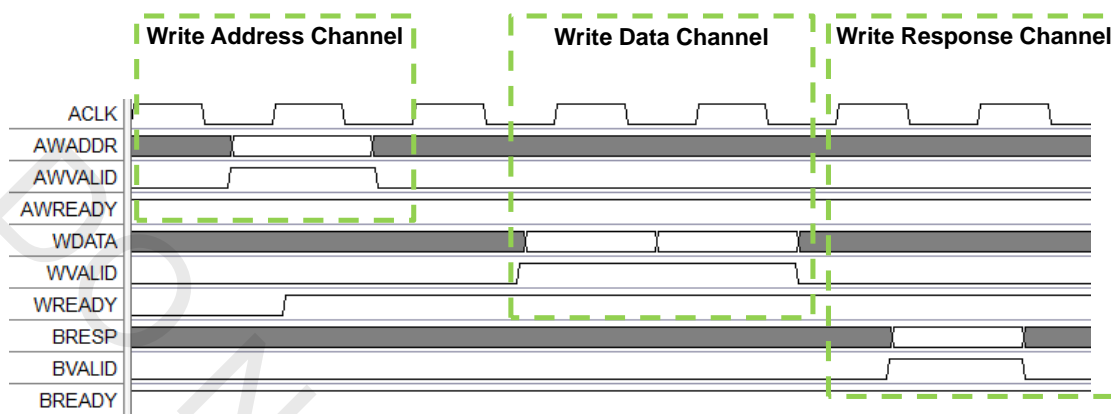 Write Address Channel
Write Data Channel
Write Response Channel
ACLK
AWADDR
AWVALID
AWREADY
WDATA
WVALID
WREADY
BRESP
BVALID
BREADY